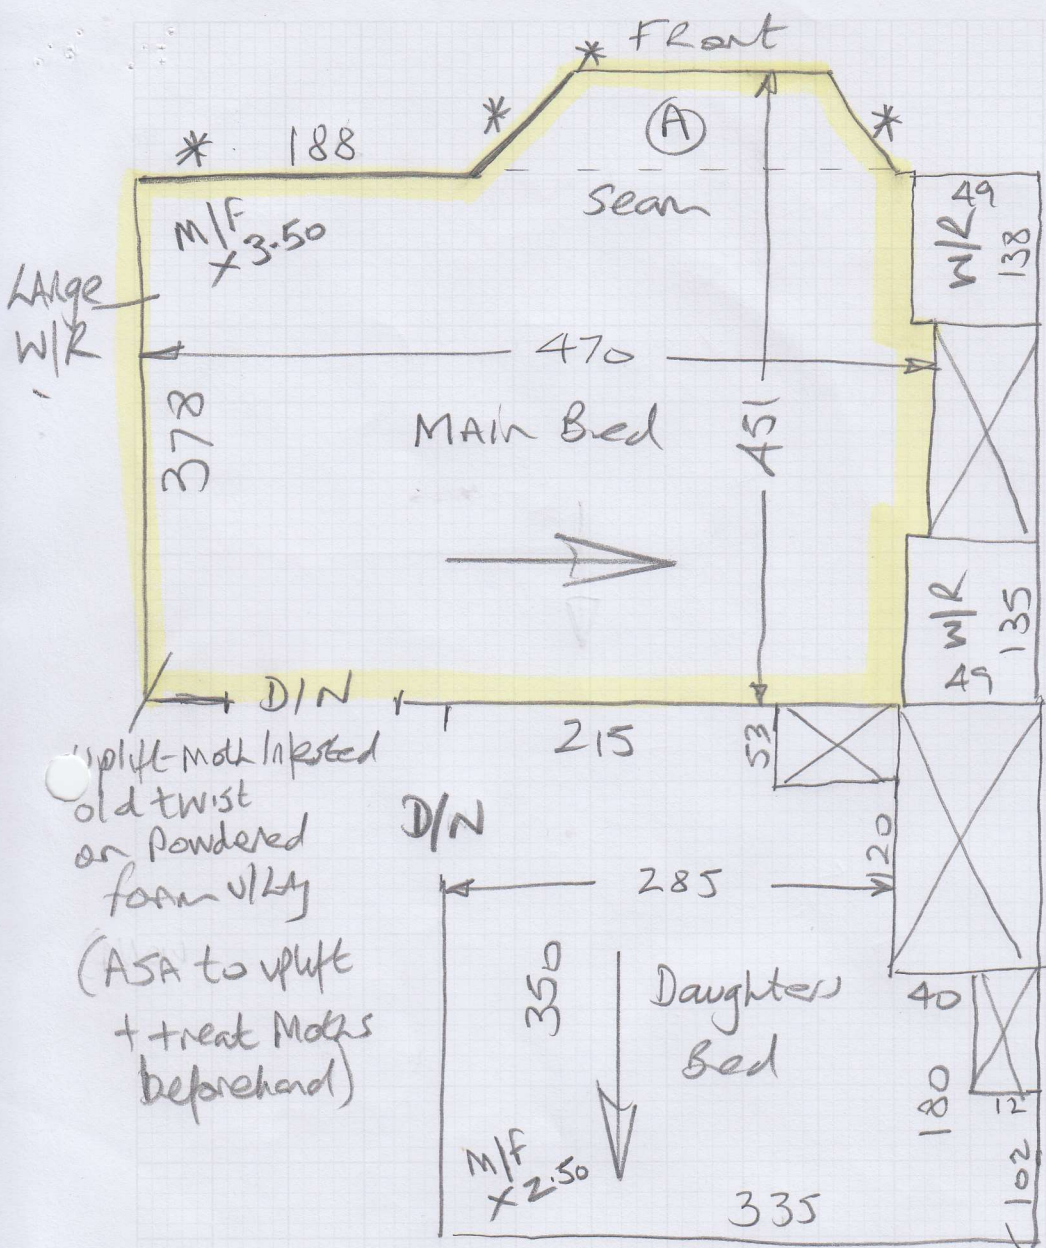 FRont
* * * *
188
A
Seam
M/F
x 3.50
49
W/R
138
LARge
W/R
470
378
MAin Bed
451
W/R
135
49
D/N
215
53
uplift-Moth Infested
old twist
on Powdered
foam U/Lay
(ASA to uplift
+ treat Moths
beforehand)
D/N
120
285
350
Daughters
Bed
40
180
12
102
M/F
x 2.50
335